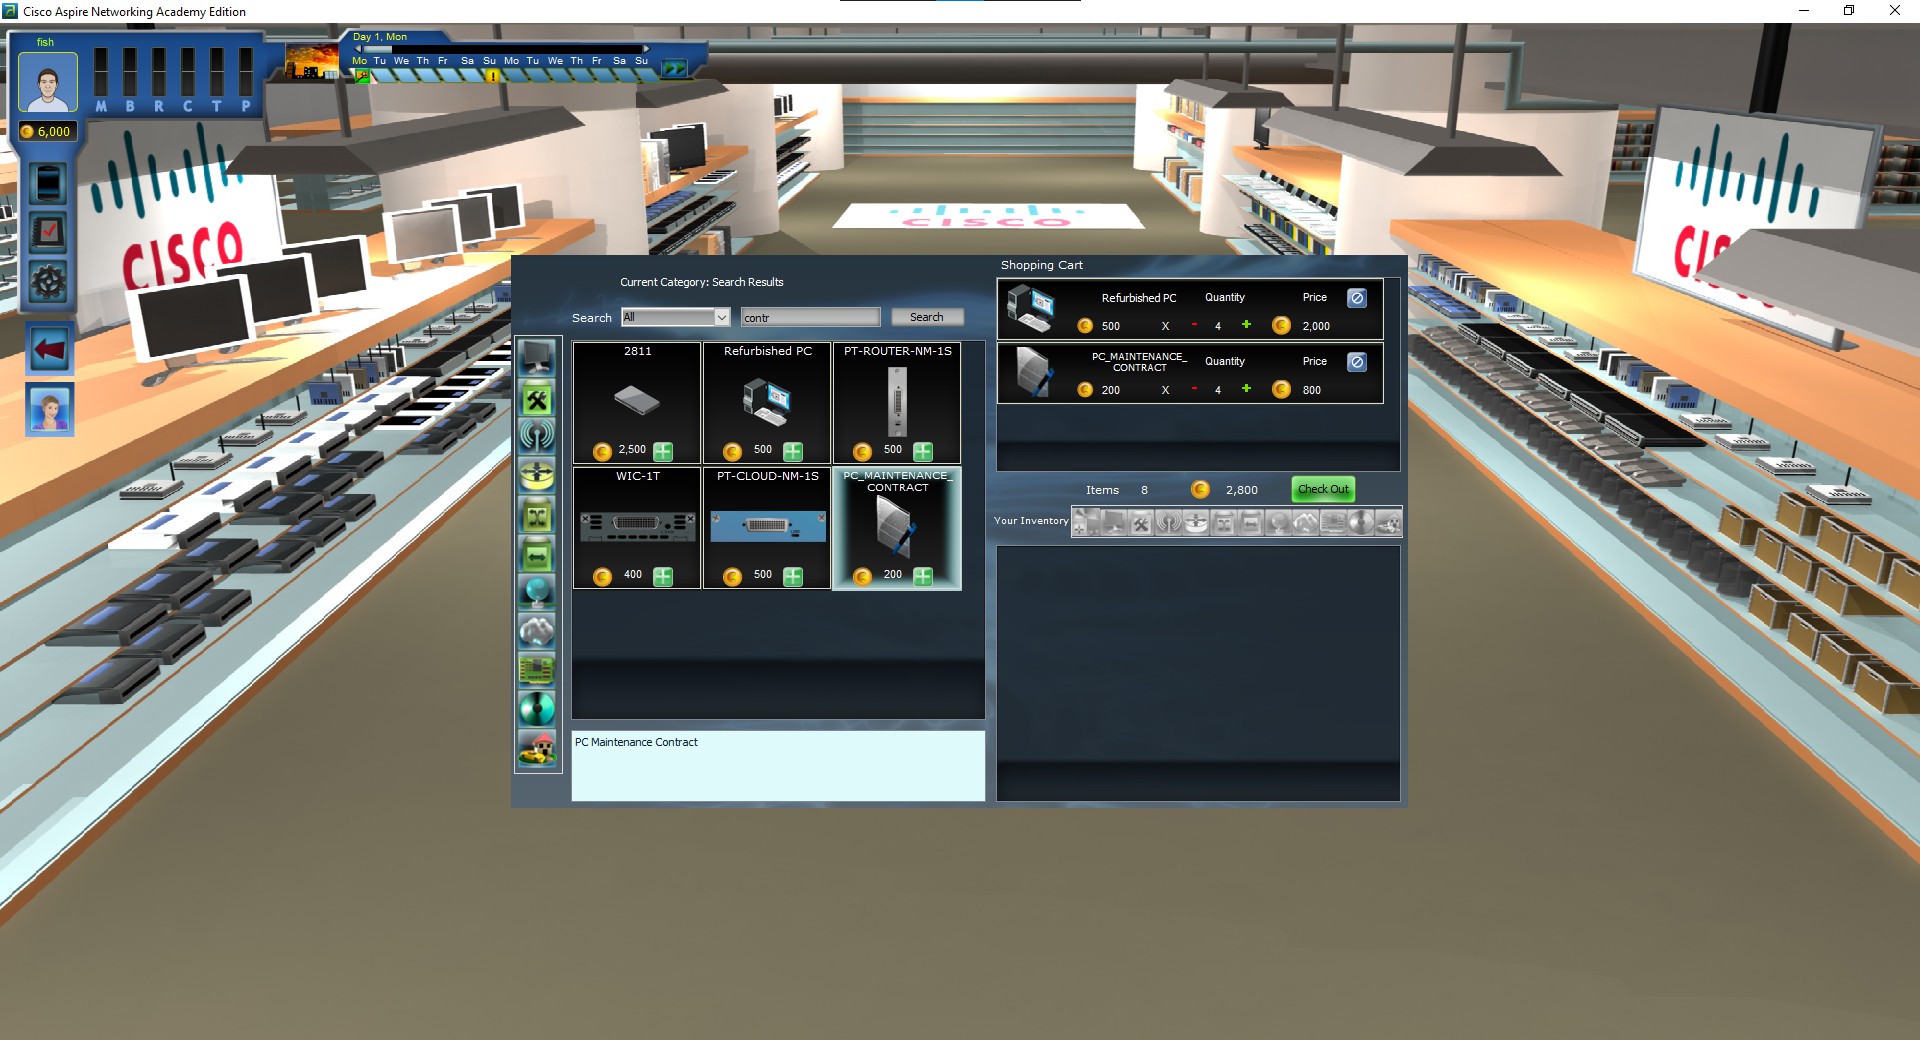 Cisco Aspire Networking Academy Edition
fish
Day 1, Mon
Mo Tu We Th Fr Sa Su Mo Tu We Th Fr Sa Su
M B R C T P
6,000
CISCO
CISCO
Current Category: Search Results
Search All contr Search
2811
2,500
Refurbished PC
500
PT-ROUTER-NM-1S
500
WIC-1T
400
PT-CLOUD-NM-1S
500
PC_MAINTENANCE_
CONTRACT
200
PC Maintenance Contract
Shopping Cart
Refurbished PC Quantity Price
500 X - 4 + 2,000
PC_MAINTENANCE_
CONTRACT Quantity Price
200 X - 4 + 800
Items 8 2,800 Check Out
Your Inventory